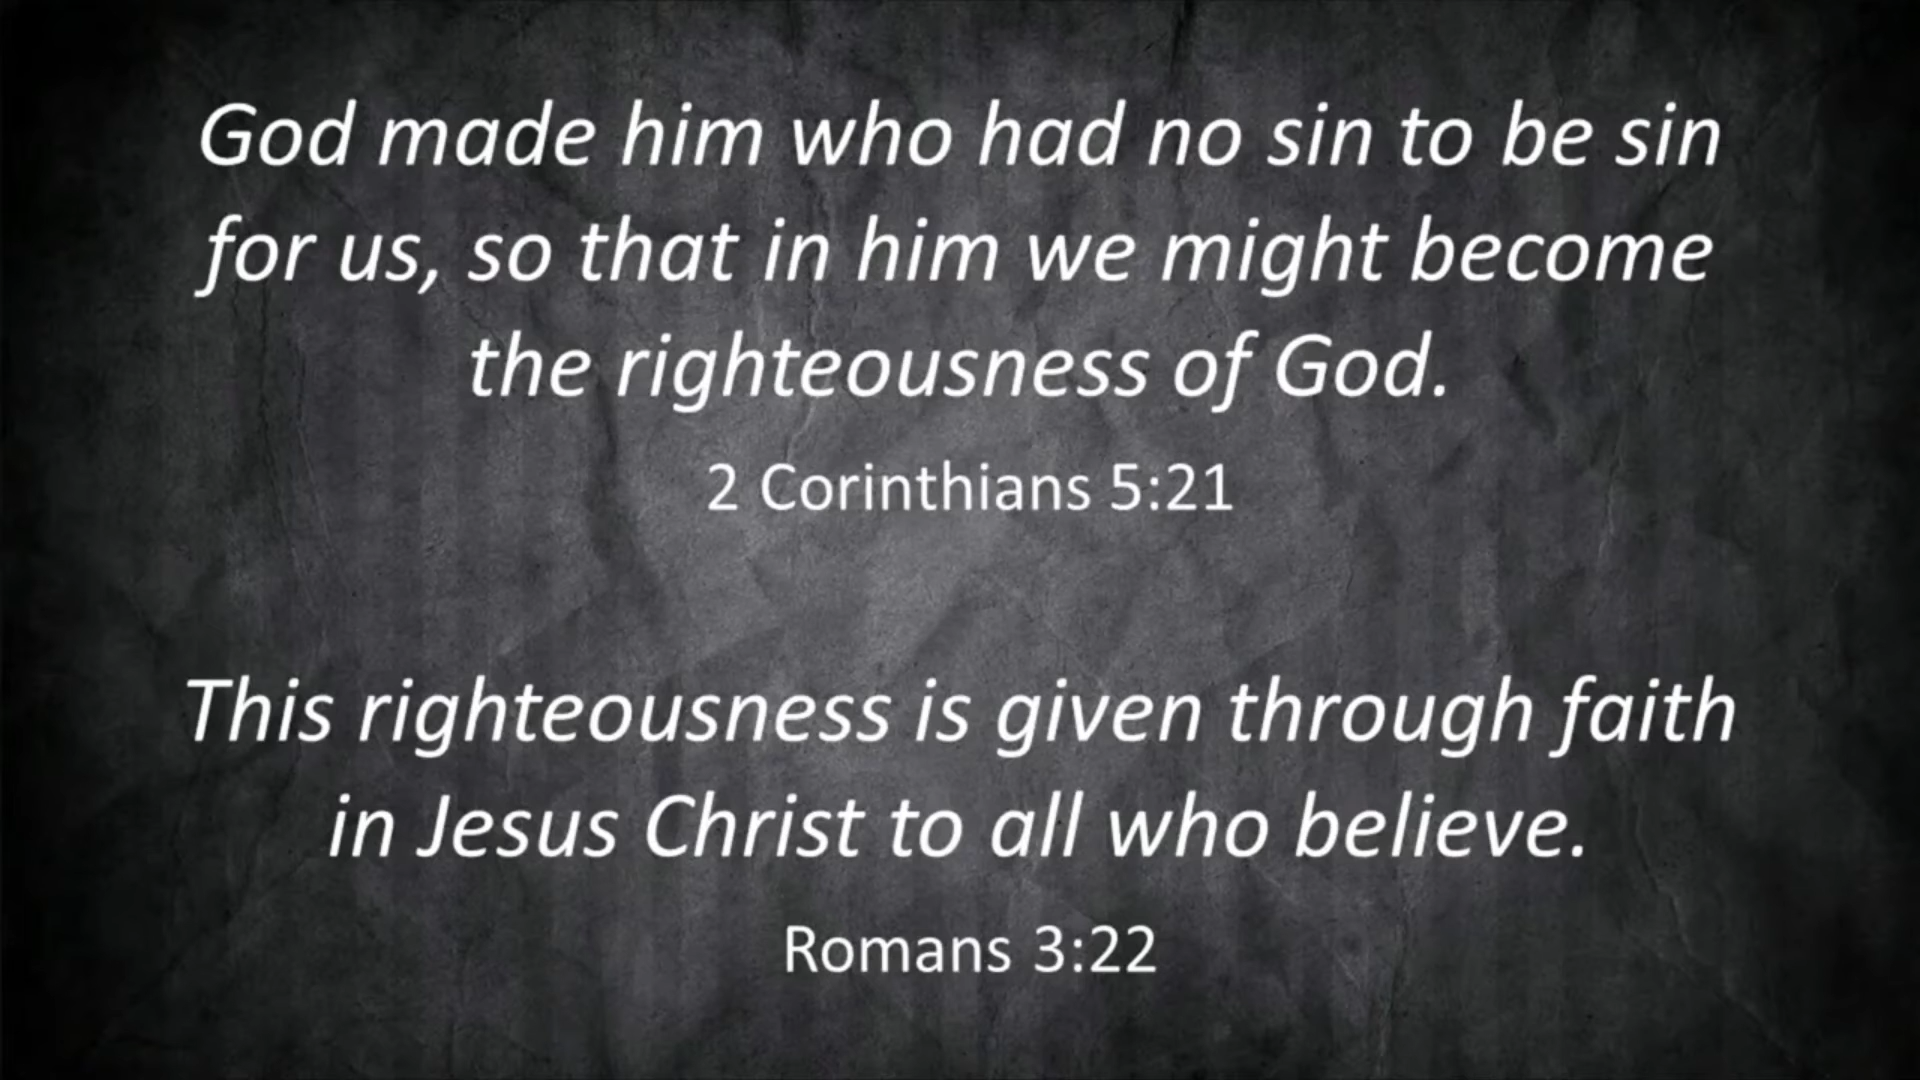 God made him who had no sin to be sin
for us, so that in him we might become
the righteousness of God.
2 Corinthians 5:21
This righteousness is given through faith
in Jesus Christ to all who believe.
Romans 3:22